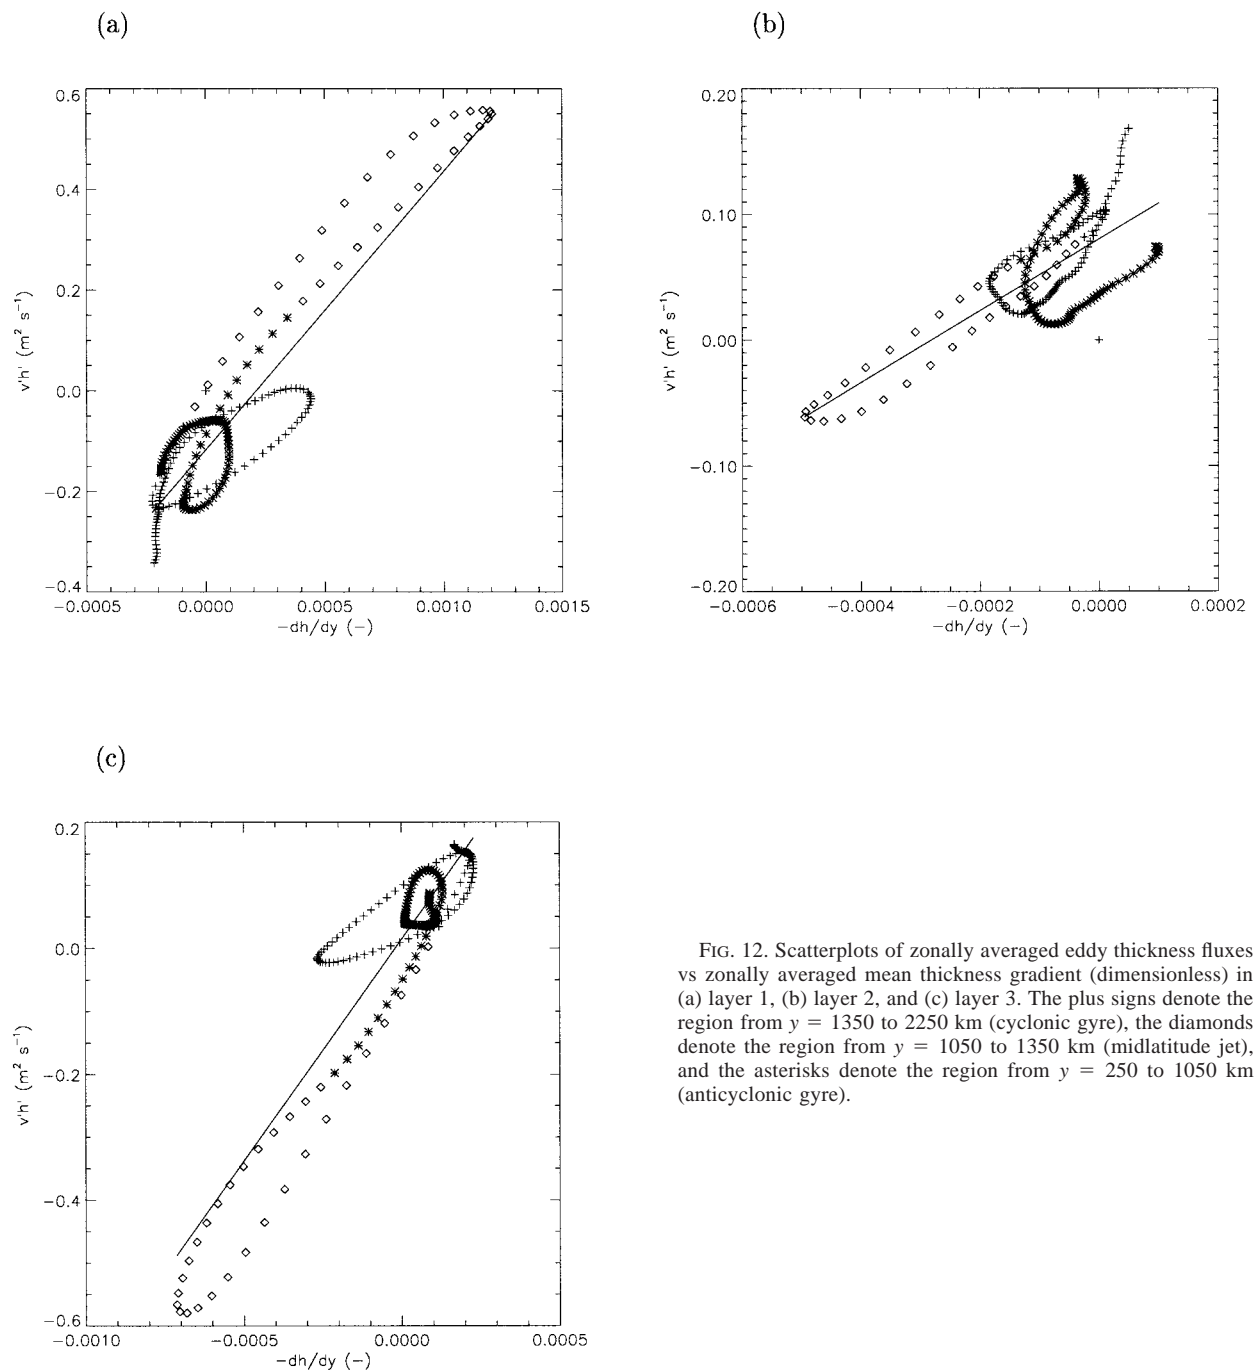 (a)
(b)
0.6
0.4
0.2
0.0
−0.2
−0.4
v'h' (m² s⁻¹)
−0.0005 0.0000 0.0005 0.0010 0.0015
−dh/dy (−)
0.20
0.10
0.00
−0.10
−0.20
v'h' (m² s⁻¹)
−0.0006 −0.0004 −0.0002 0.0000 0.0002
−dh/dy (−)
(c)
0.2
0.0
−0.2
−0.4
−0.6
v'h' (m² s⁻¹)
−0.0010 −0.0005 0.0000 0.0005
−dh/dy (−)
FIG. 12. Scatterplots of zonally averaged eddy thickness fluxes
vs zonally averaged mean thickness gradient (dimensionless) in
(a) layer 1, (b) layer 2, and (c) layer 3. The plus signs denote the
region from y = 1350 to 2250 km (cyclonic gyre), the diamonds
denote the region from y = 1050 to 1350 km (midlatitude jet),
and the asterisks denote the region from y = 250 to 1050 km
(anticyclonic gyre).